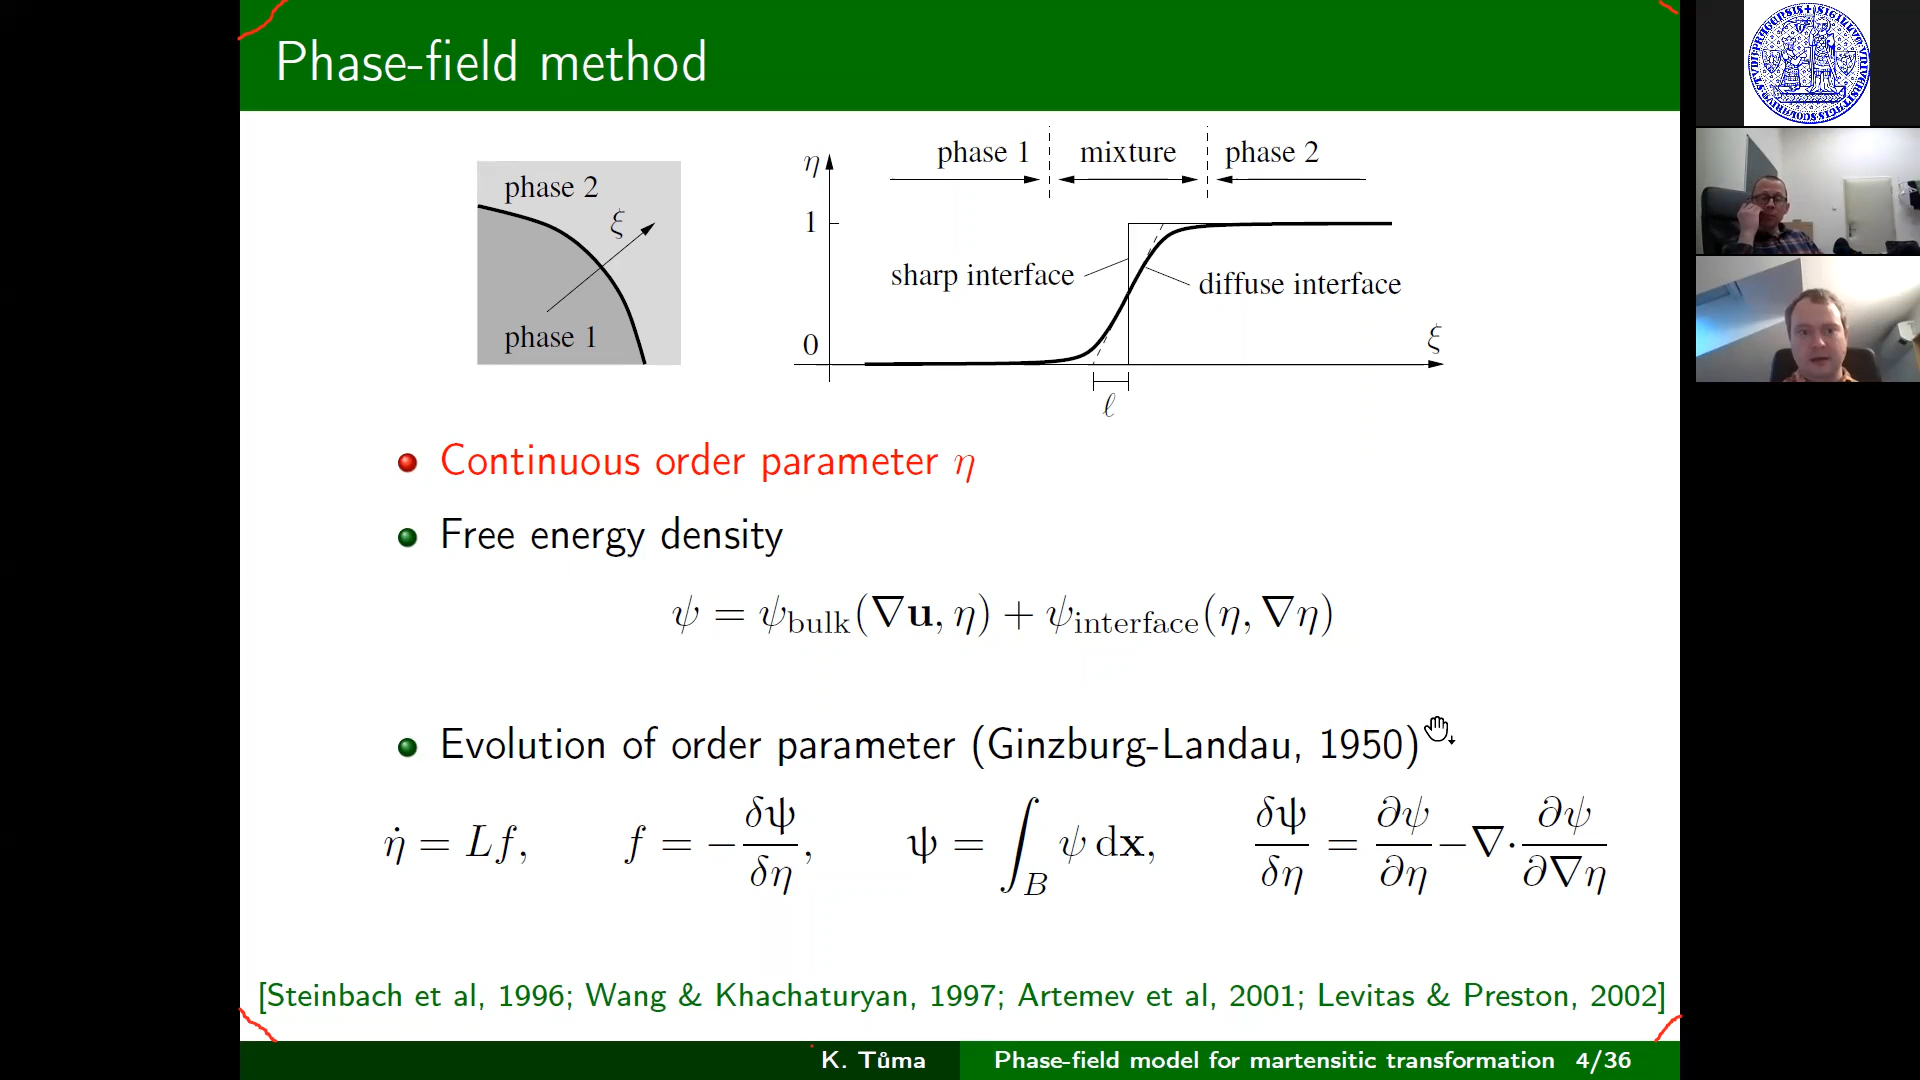 Phase-field method
phase 2
ξ
phase 1
η
phase 1
mixture
phase 2
1
sharp interface
diffuse interface
0
ξ
ℓ
Continuous order parameter η
Free energy density
ψ = ψ_bulk(∇u, η) + ψ_interface(η, ∇η)
Evolution of order parameter (Ginzburg-Landau, 1950)
η̇ = Lf, f = −δψ/δη, ψ = ∫_B ψ dx, δψ/δη = ∂ψ/∂η − ∇· ∂ψ/∂∇η
[Steinbach et al, 1996; Wang & Khachaturyan, 1997; Artemev et al, 2001; Levitas & Preston, 2002]
K. Tůma
Phase-field model for martensitic transformation 4/36